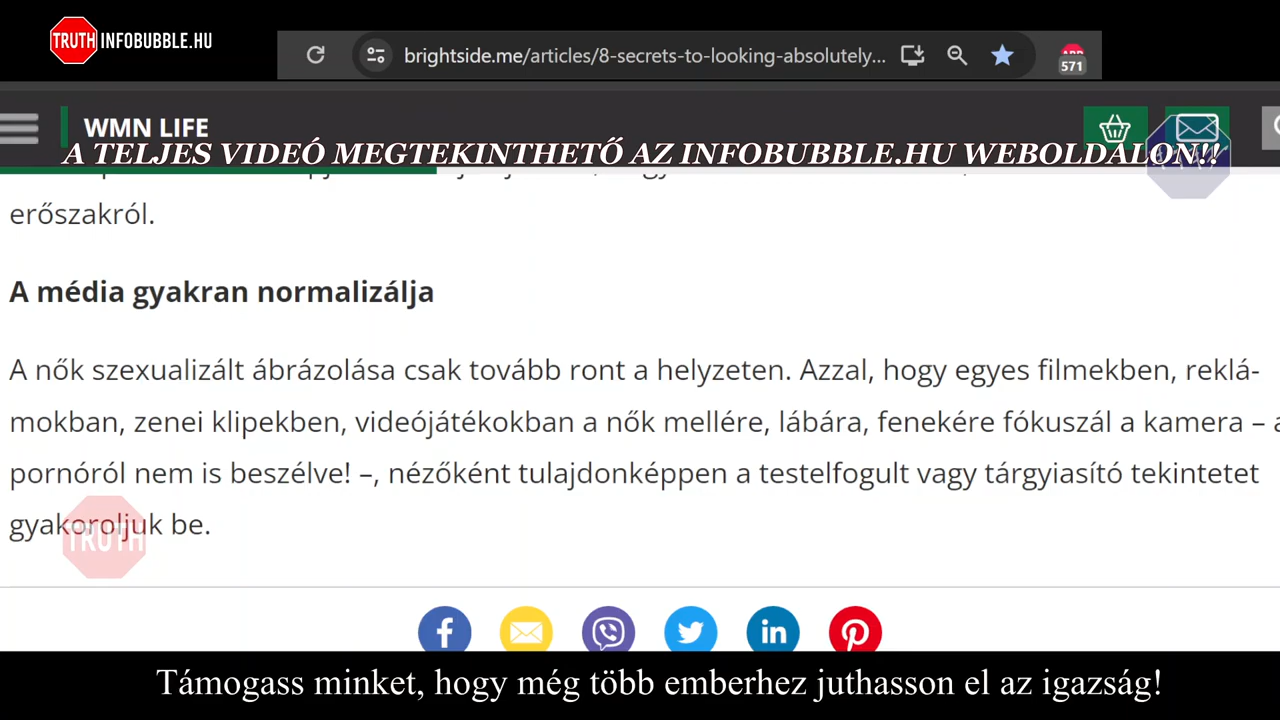 TRUTH INFOBUBBLE.HU
brightside.me/articles/8-secrets-to-looking-absolutely...
571
WMN LIFE
A TELJES VIDEÓ MEGTEKINTHETŐ AZ INFOBUBBLE.HU WEBOLDALON!!
erőszakról.
A média gyakran normalizálja
A nők szexualizált ábrázolása csak tovább ront a helyzeten. Azzal, hogy egyes filmekben, reklá-
mokban, zenei klipekben, videójátékokban a nők mellére, lábára, fenekére fókuszál a kamera – a
pornóról nem is beszélve! –, nézőként tulajdonképpen a testelfogult vagy tárgyiasító tekintetet
gyakoroljuk be.
TRUTH
Támogass minket, hogy még több emberhez juthasson el az igazság!